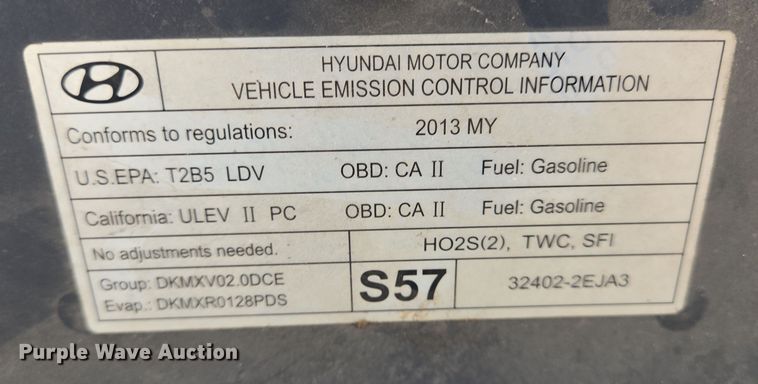 HYUNDAI MOTOR COMPANY
VEHICLE EMISSION CONTROL INFORMATION
Conforms to regulations: 2013 MY
U.S.EPA: T2B5 LDV OBD: CA II Fuel: Gasoline
California: ULEV II PC OBD: CA II Fuel: Gasoline
No adjustments needed. HO2S(2), TWC, SFI
Group: DKMXV02.0DCE
Evap.: DKMXR0128PDS
S57
32402-2EJA3
Purple Wave Auction